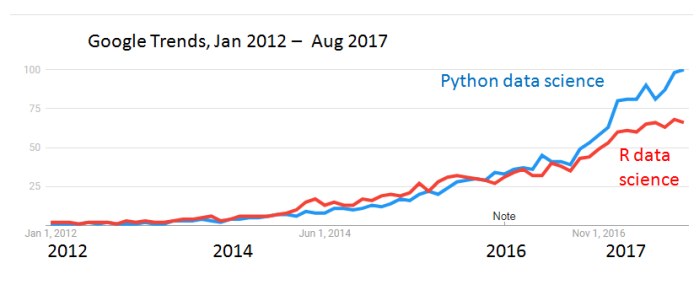 Google Trends, Jan 2012 – Aug 2017
100
Python data science
75
50
R data
science
25
Note
Jan 1, 2012
Jun 1, 2014
Nov 1, 2016
2012
2014
2016
2017